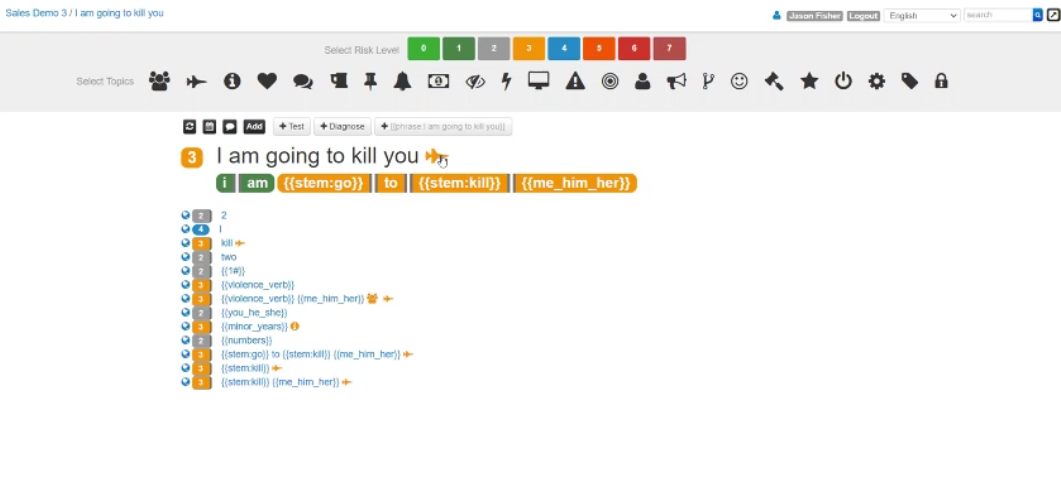 Sales Demo 3 / I am going to kill you
Jason Fisher Logout English search
Select Risk Level 0 1 2 3 4 5 6 7
Select Topics
Add + Test + Diagnose + {{phrase:I am going to kill you}}
3 I am going to kill you
i am {{stem:go}} to {{stem:kill}} {{me_him_her}}
2 2
4 I
3 kill
2 two
2 {{1#}}
3 {{violence_verb}}
3 {{violence_verb}} {{me_him_her}}
2 {{you_he_she}}
3 {{minor_years}}
2 {{numbers}}
3 {{stem:go}} to {{stem:kill}} {{me_him_her}}
3 {{stem:kill}}
3 {{stem:kill}} {{me_him_her}}